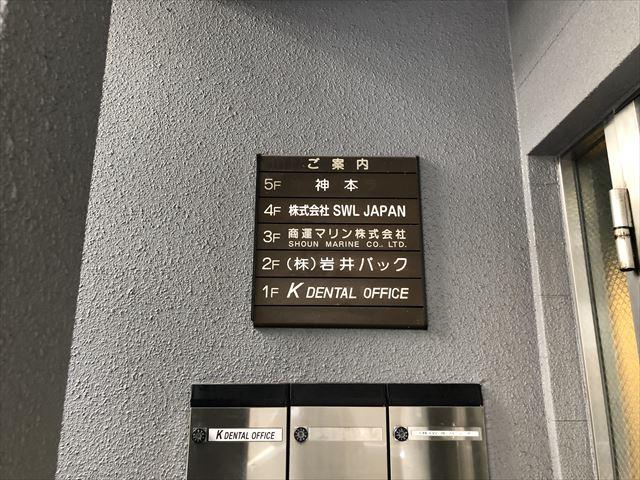 ご案内
5F 神本
4F 株式会社 SWL JAPAN
3F 商運マリン株式会社
SHOUN MARINE CO., LTD.
2F (株)岩井バック
1F K DENTAL OFFICE
K DENTAL OFFICE